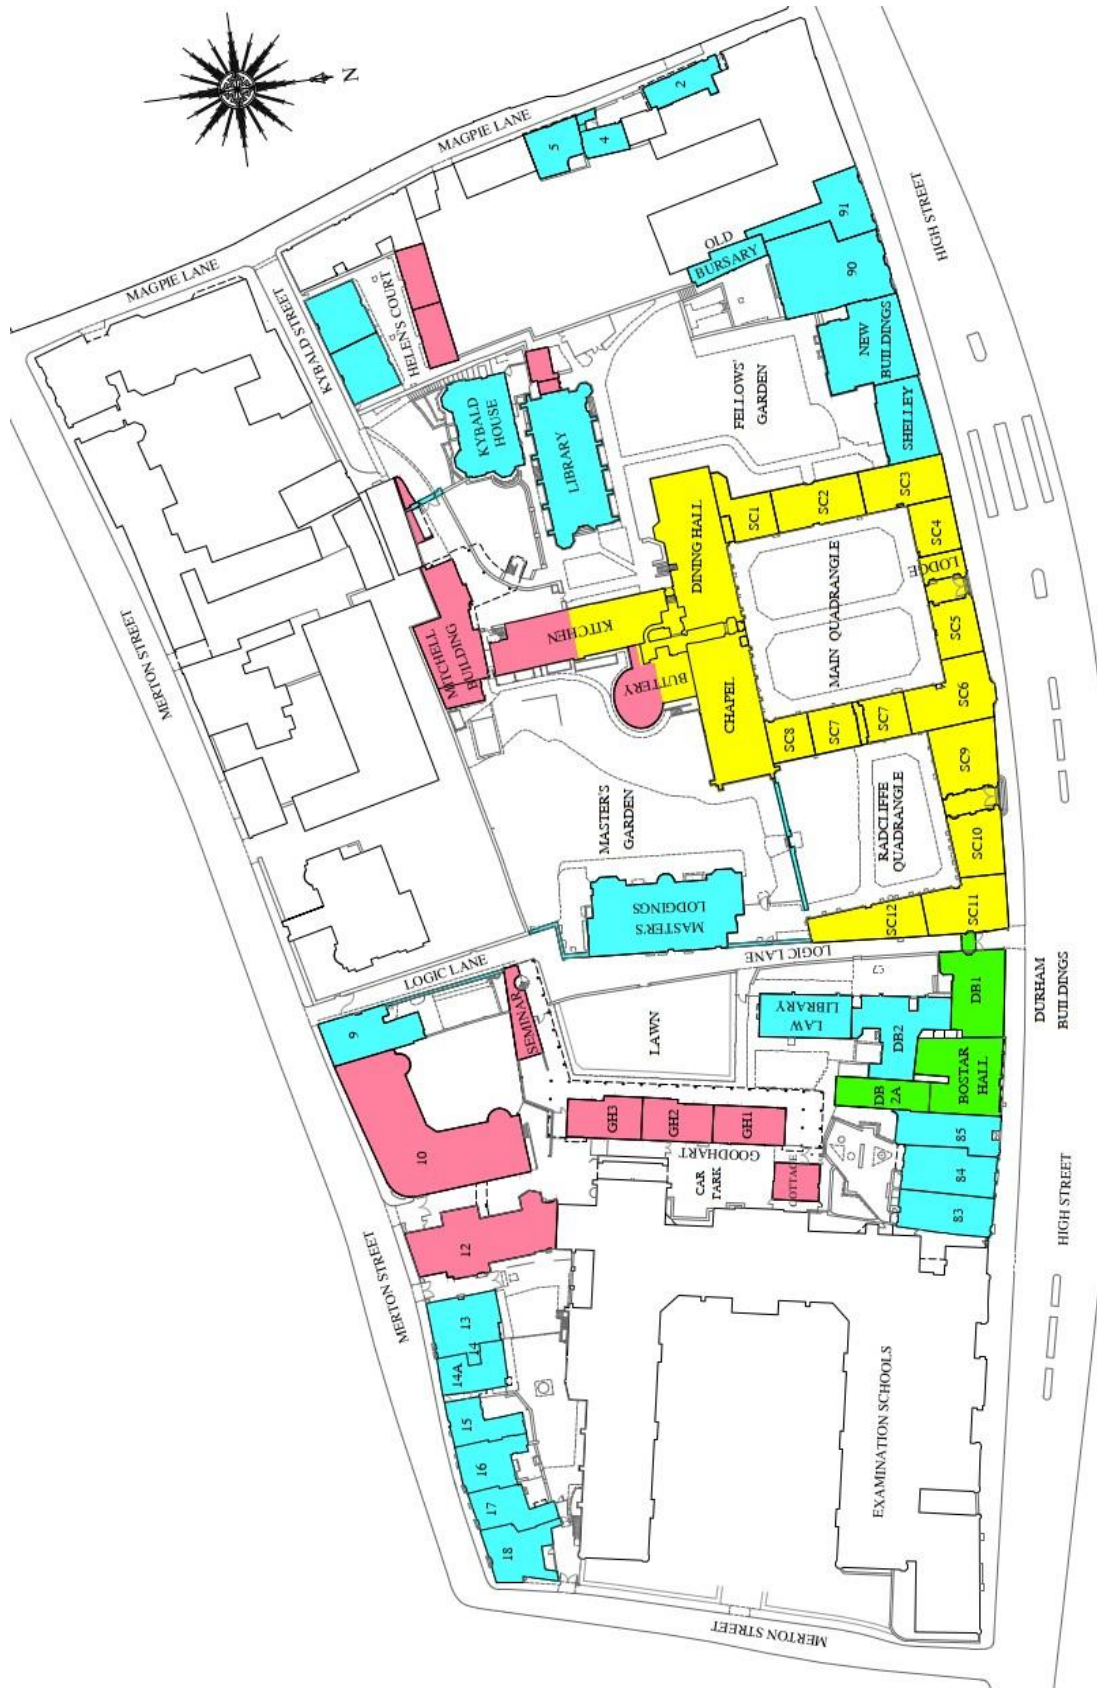 N
MAGPIE LANE
2
4
5
MAGPIE LANE
HIGH STREET
OLD
BURSARY
91
90
KYBALD STREET
HELEN'S COURT
NEW
BUILDINGS
KYBALD
HOUSE
LIBRARY
FELLOWS'
GARDEN
SHELLEY
DINING HALL
SC1
SC2
SC3
SC4
LODGE
SC5
MAIN QUADRANGLE
KITCHEN
MITCHELL
BUILDING
MERTON STREET
BUTTERY
CHAPEL
SC6
SC7
SC7
SC8
SC9
MASTER'S
GARDEN
RADCLIFFE
QUADRANGLE
SC10
MASTER'S
LODGINGS
SC12
SC11
LOGIC LANE
LOGIC LANE
SEMINAR
LAWN
LAW
LIBRARY
C7
DB1
DB2
DURHAM
BUILDINGS
9
DB
2A
BOSTAR
HALL
10
GH3
GH2
GH1
GOODHART
CAR
PARK
COTTAGE
85
84
83
HIGH STREET
12
MERTON STREET
13
14
14A
15
16
17
18
EXAMINATION SCHOOLS
MERTON STREET